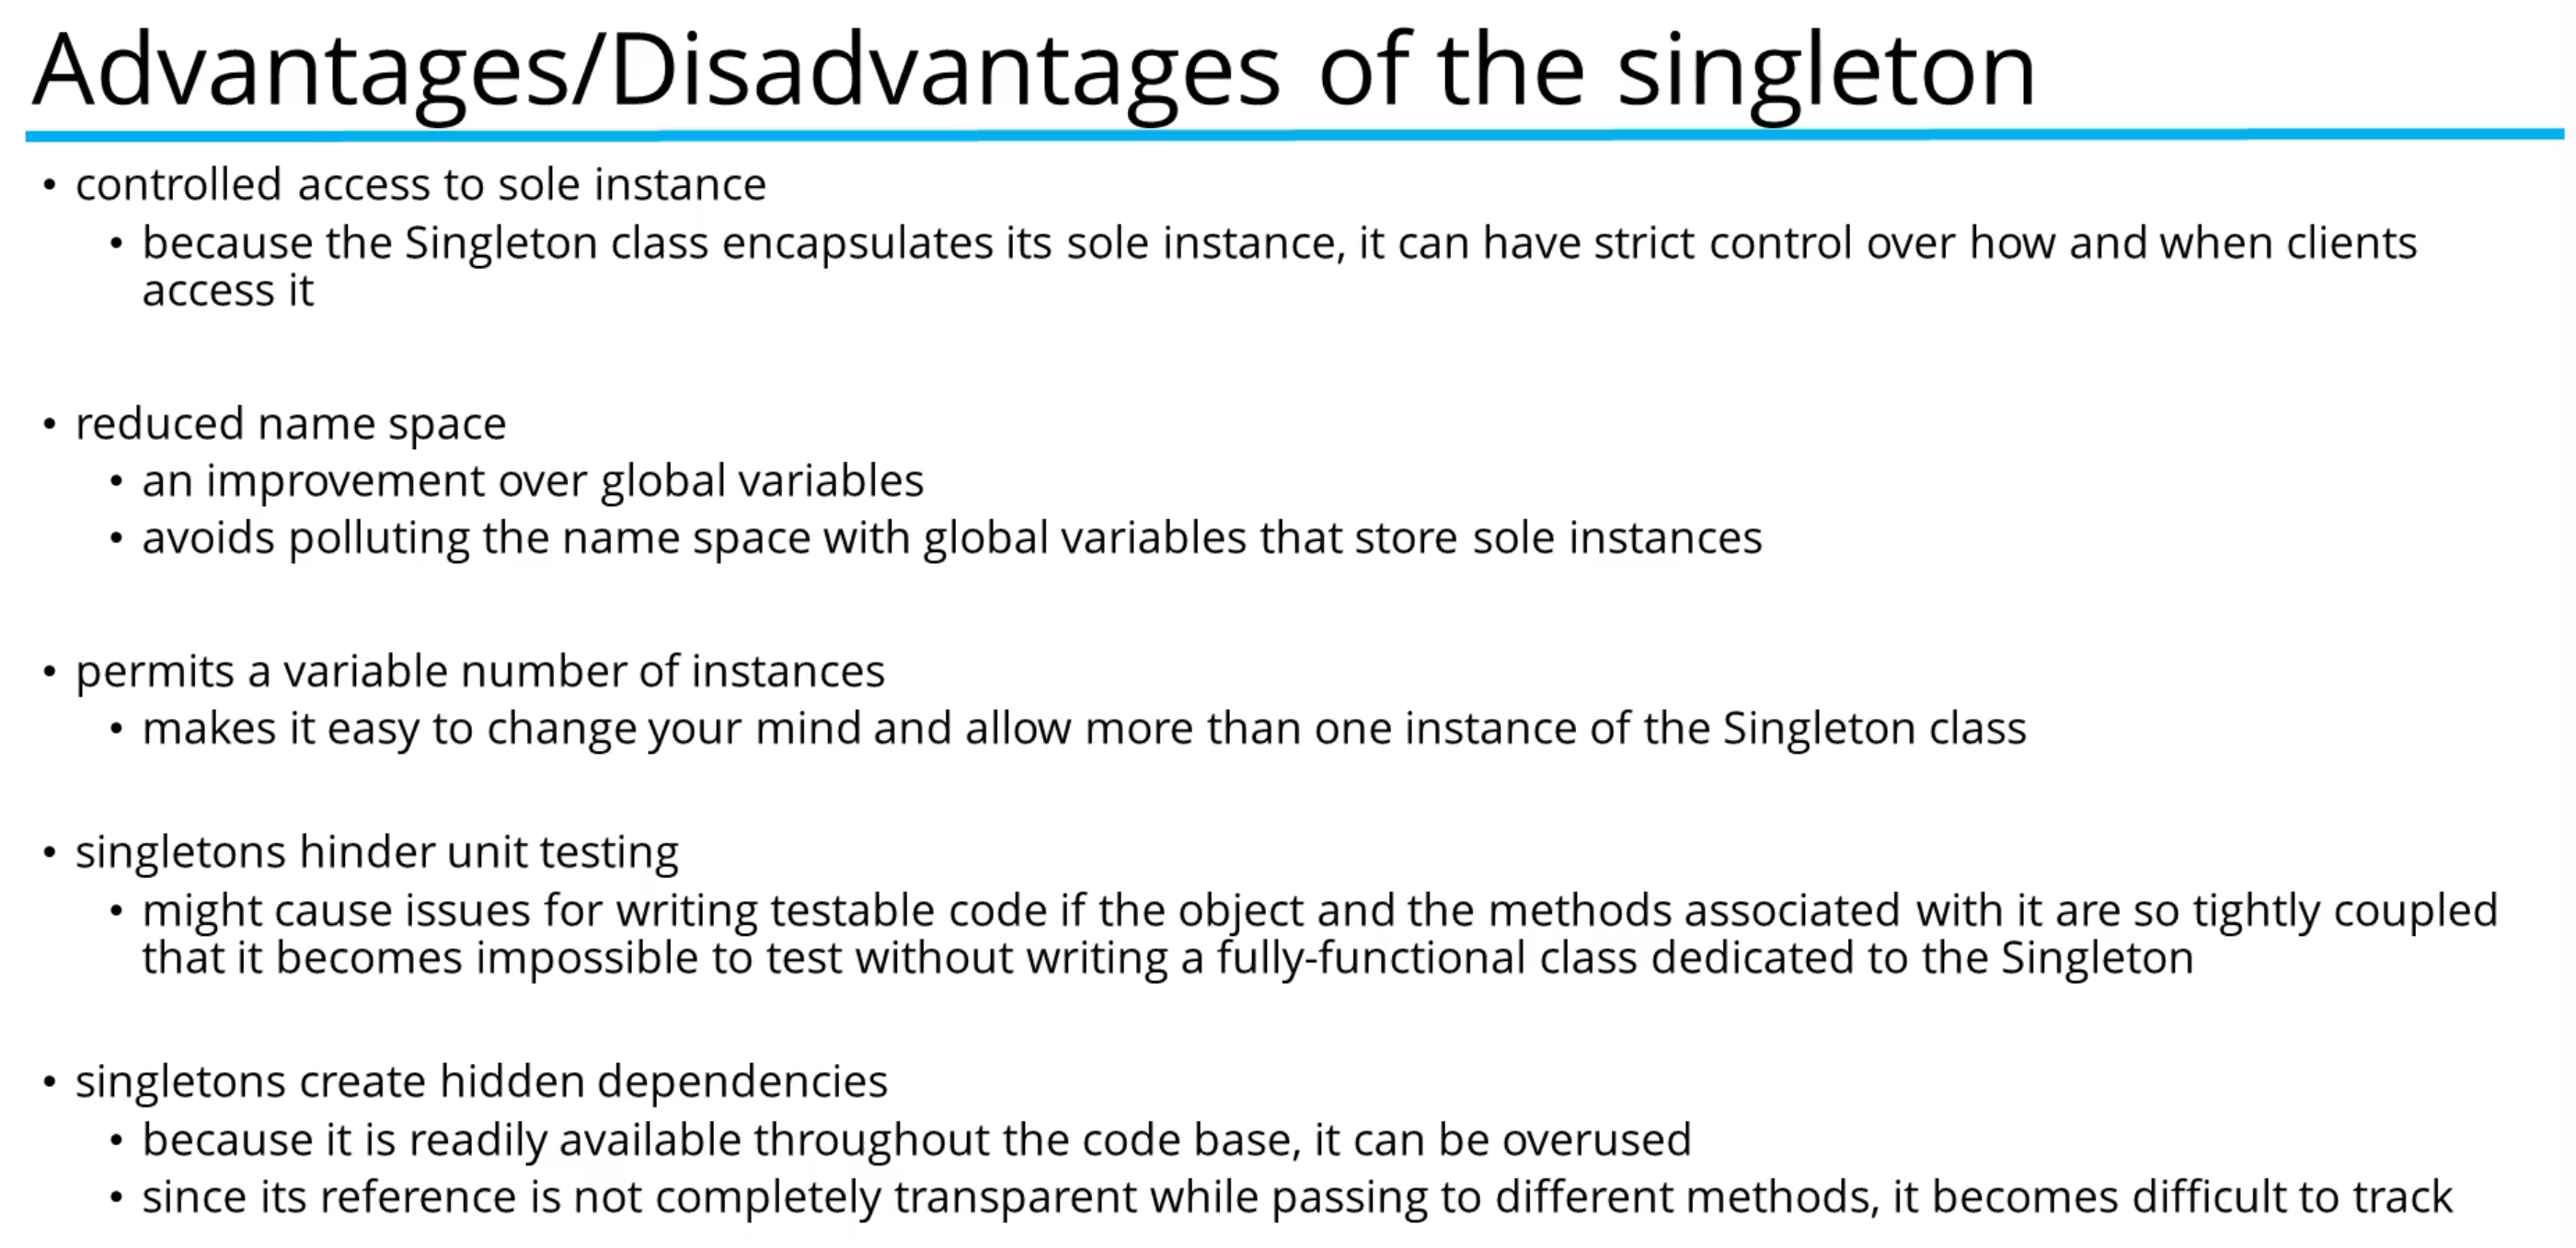 Advantages/Disadvantages of the singleton
• controlled access to sole instance
• because the Singleton class encapsulates its sole instance, it can have strict control over how and when clients
access it
• reduced name space
• an improvement over global variables
• avoids polluting the name space with global variables that store sole instances
• permits a variable number of instances
• makes it easy to change your mind and allow more than one instance of the Singleton class
• singletons hinder unit testing
• might cause issues for writing testable code if the object and the methods associated with it are so tightly coupled
that it becomes impossible to test without writing a fully-functional class dedicated to the Singleton
• singletons create hidden dependencies
• because it is readily available throughout the code base, it can be overused
• since its reference is not completely transparent while passing to different methods, it becomes difficult to track